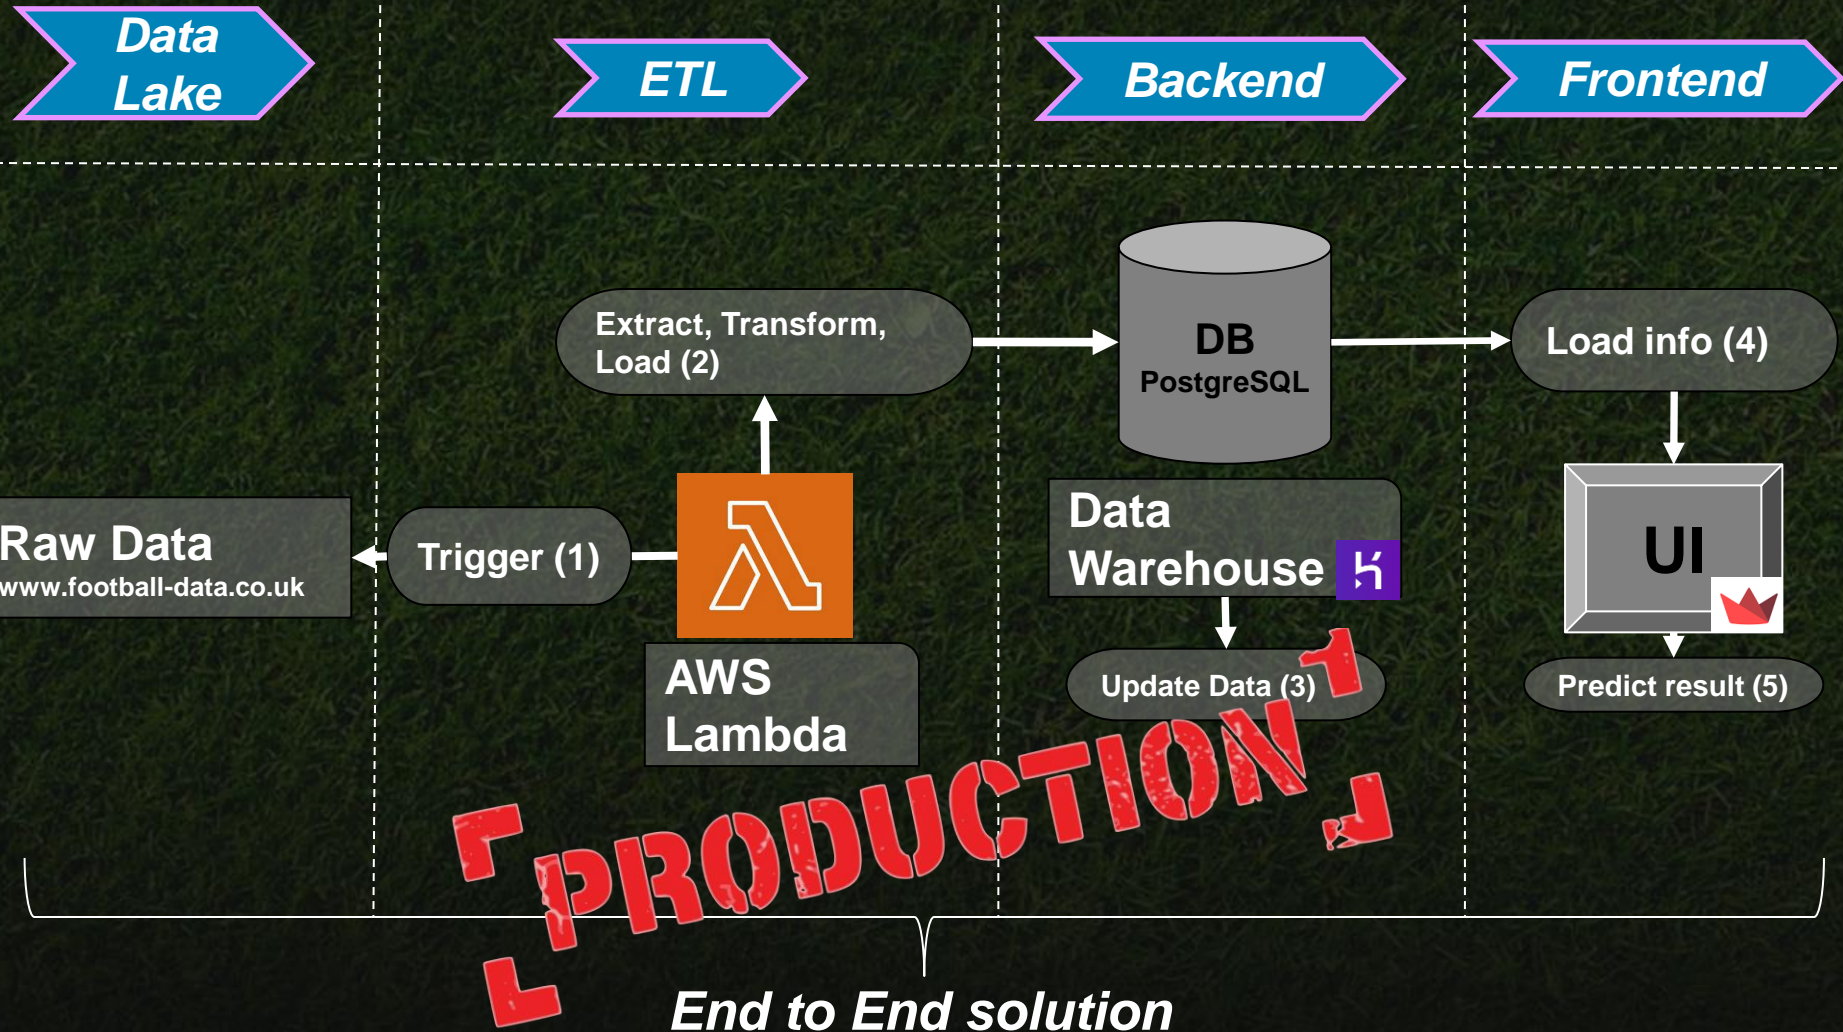 Data
Lake
ETL
Backend
Frontend
Extract, Transform,
Load (2)
DB
PostgreSQL
Load info (4)
Raw Data
www.football-data.co.uk
Trigger (1)
Data
Warehouse
UI
AWS
Lambda
Update Data (3)
Predict result (5)
PRODUCTION
End to End solution